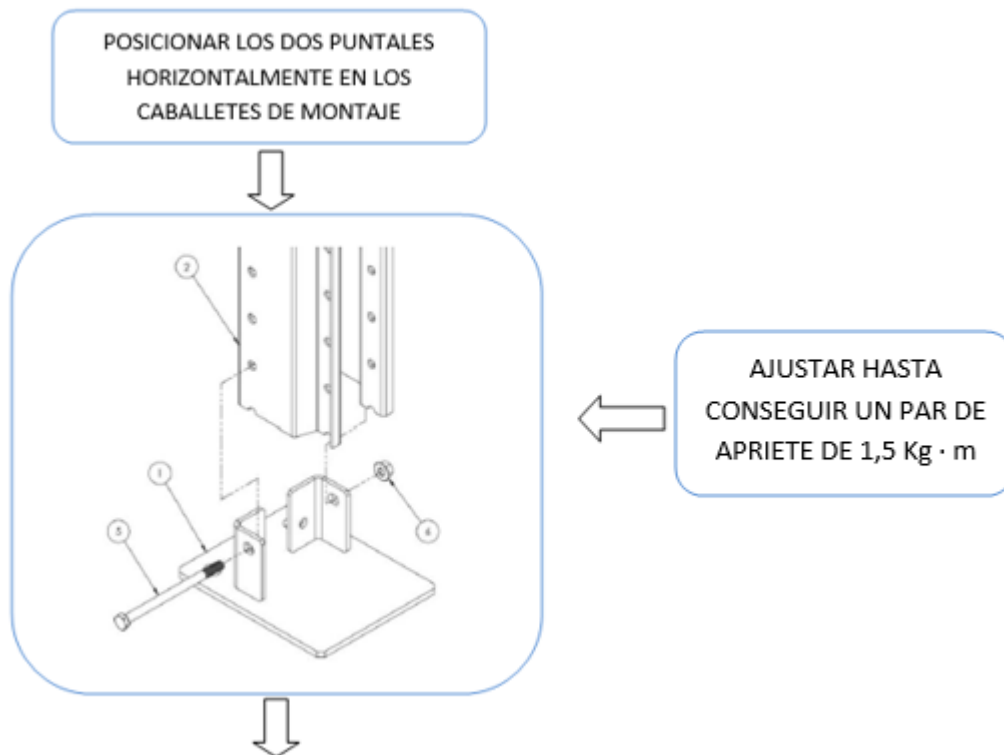 POSICIONAR LOS DOS PUNTALES
HORIZONTALMENTE EN LOS
CABALLETES DE MONTAJE
2
1
5
6
AJUSTAR HASTA
CONSEGUIR UN PAR DE
APRIETE DE 1,5 Kg · m